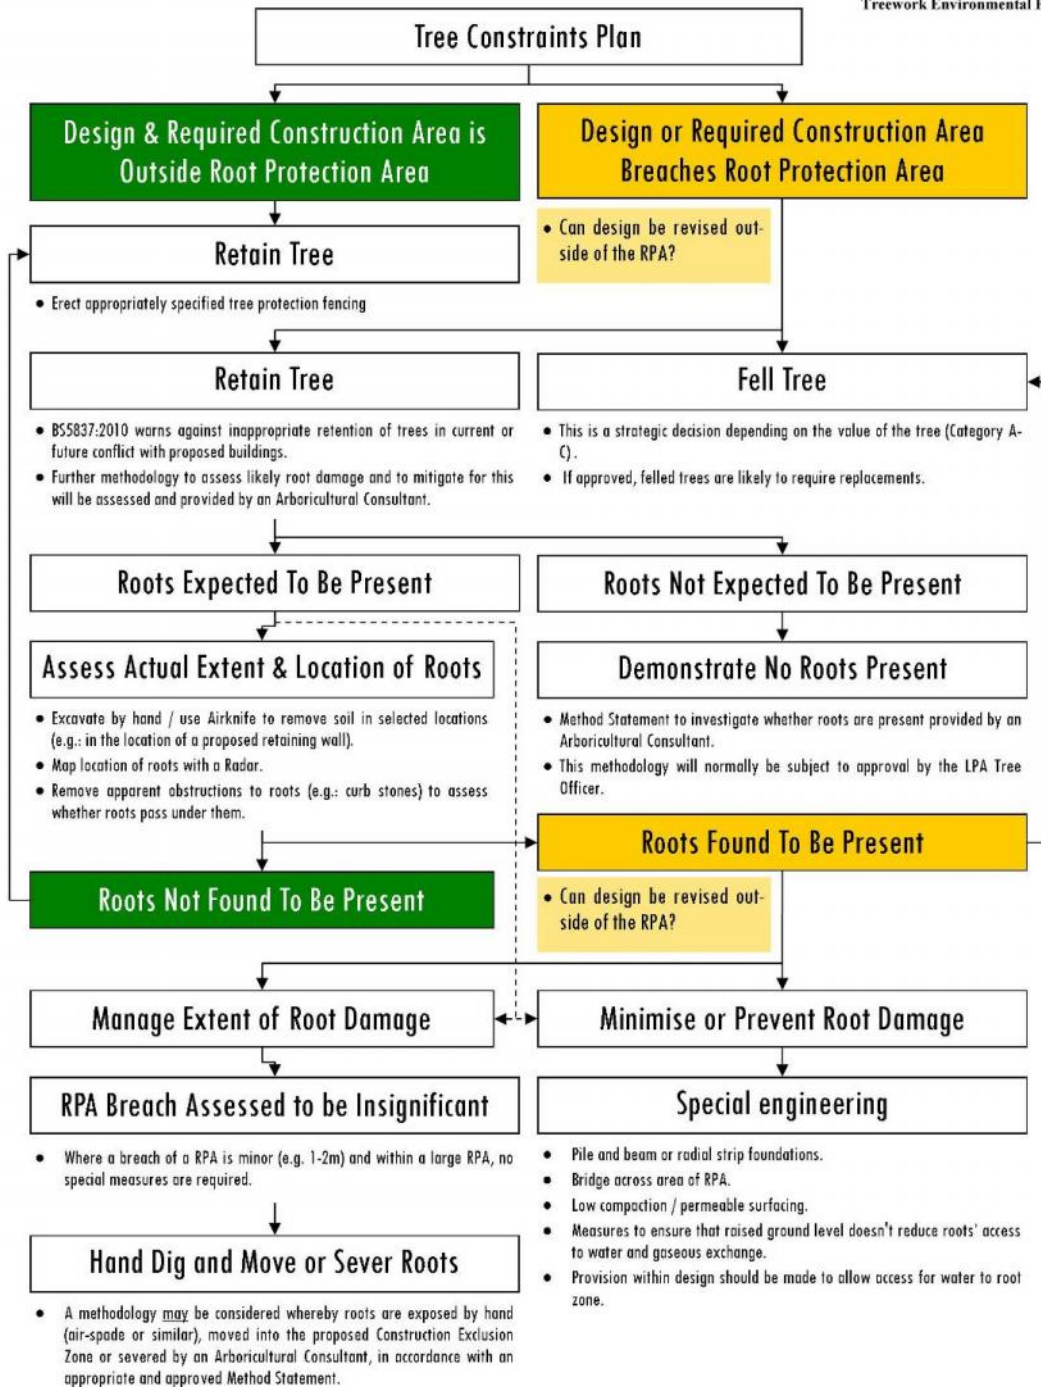 Treework Environmental
Tree Constraints Plan
Design & Required Construction Area is
Outside Root Protection Area
Design or Required Construction Area
Breaches Root Protection Area
• Can design be revised out-
side of the RPA?
Retain Tree
• Erect appropriately specified tree protection fencing
Retain Tree
• BS5837:2010 warns against inappropriate retention of trees in current or
future conflict with proposed buildings.
• Further methodology to assess likely root damage and to mitigate for this
will be assessed and provided by an Arboricultural Consultant.
Fell Tree
• This is a strategic decision depending on the value of the tree (Category A-
C).
• If approved, felled trees are likely to require replacements.
Roots Expected To Be Present
Roots Not Expected To Be Present
Assess Actual Extent & Location of Roots
• Excavate by hand / use Airknife to remove soil in selected locations
(e.g.: in the location of a proposed retaining wall).
• Map location of roots with a Radar.
• Remove apparent obstructions to roots (e.g.: curb stones) to assess
whether roots pass under them.
Demonstrate No Roots Present
• Method Statement to investigate whether roots are present provided by an
Arboricultural Consultant.
• This methodology will normally be subject to approval by the LPA Tree
Officer.
Roots Found To Be Present
Roots Not Found To Be Present
• Can design be revised out-
side of the RPA?
Manage Extent of Root Damage
Minimise or Prevent Root Damage
RPA Breach Assessed to be Insignificant
• Where a breach of a RPA is minor (e.g. 1-2m) and within a large RPA, no
special measures are required.
Hand Dig and Move or Sever Roots
• A methodology may be considered whereby roots are exposed by hand
(air-spade or similar), moved into the proposed Construction Exclusion
Zone or severed by an Arboricultural Consultant, in accordance with an
appropriate and approved Method Statement.
Special engineering
• Pile and beam or radial strip foundations.
• Bridge across area of RPA.
• Low compaction / permeable surfacing.
• Measures to ensure that raised ground level doesn't reduce roots' access
to water and gaseous exchange.
• Provision within design should be made to allow access for water to root
zone.